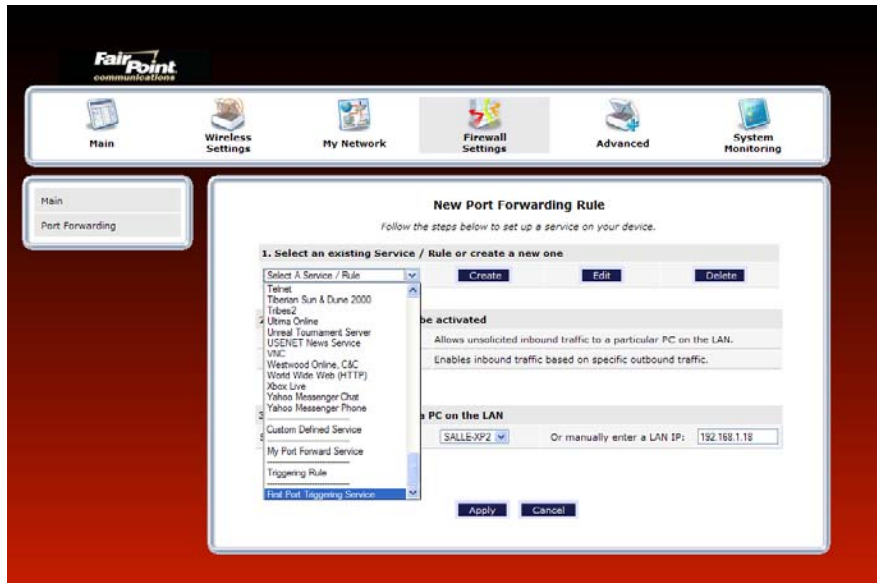 FairPoint
communications
Main
Wireless
Settings
My Network
Firewall
Settings
Advanced
System
Monitoring
Main
Port Forwarding
New Port Forwarding Rule
Follow the steps below to set up a service on your device.
1. Select an existing Service / Rule or create a new one
Select A Service / Rule
Create
Edit
Delete
Telnet
Tiberian Sun & Dune 2000
Tribes2
Ultima Online
Unreal Tournament Server
USENET News Service
VNC
Westwood Online, C&C
World Wide Web (HTTP)
Xbox Live
Yahoo Messenger Chat
Yahoo Messenger Phone
Custom Defined Service
My Port Forward Service
Triggering Rule
First Port Triggering Service
2
be activated
Allows unsolicited inbound traffic to a particular PC on the LAN.
Enables inbound traffic based on specific outbound traffic.
3
a PC on the LAN
SALLE-XP2
Or manually enter a LAN IP:
192.168.1.18
Apply
Cancel